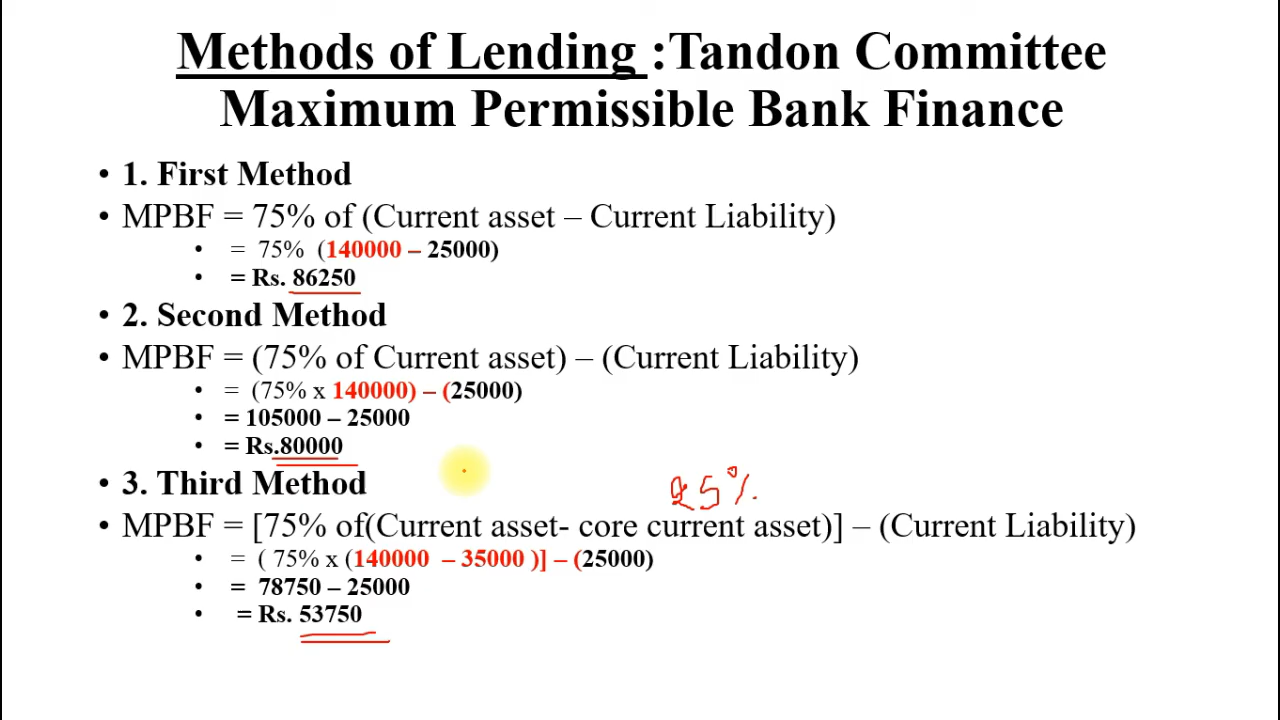 Methods of Lending :Tandon Committee
Maximum Permissible Bank Finance
• 1. First Method
• MPBF = 75% of (Current asset – Current Liability)
• = 75% (140000 – 25000)
• = Rs. 86250
• 2. Second Method
• MPBF = (75% of Current asset) – (Current Liability)
• = (75% x 140000) – (25000)
• = 105000 – 25000
• = Rs.80000
• 3. Third Method
25%
• MPBF = [75% of(Current asset- core current asset)] – (Current Liability)
• = ( 75% x (140000 – 35000 )] – (25000)
• = 78750 – 25000
• = Rs. 53750